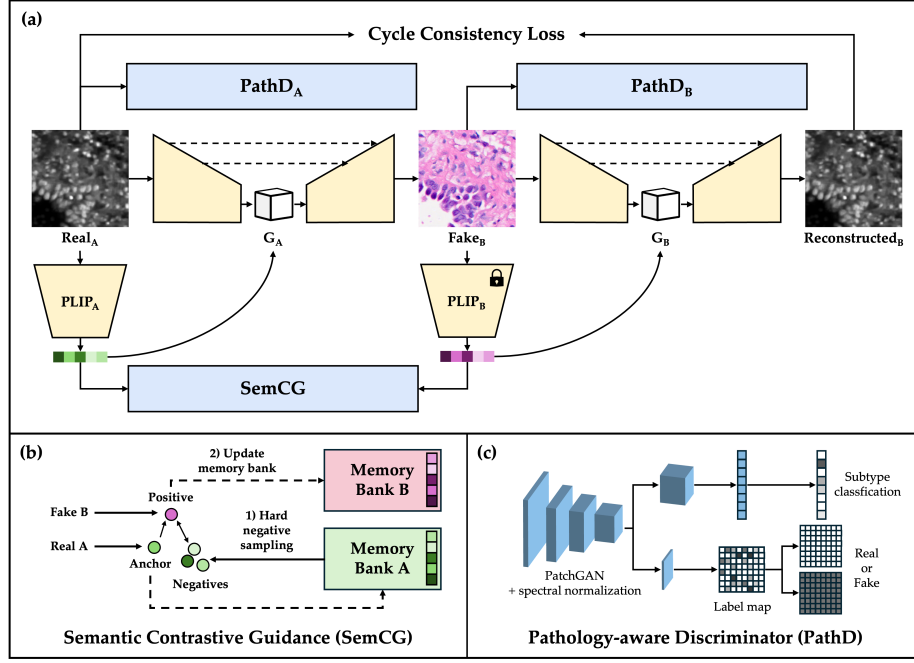 (a)
Cycle Consistency Loss
PathD_A
PathD_B
Real_A
G_A
Fake_B
G_B
Reconstructed_B
PLIP_A
PLIP_B
SemCG
(b)
2) Update
memory bank
Memory
Bank B
Positive
Fake B
1) Hard
negative
sampling
Real A
Anchor
Memory
Bank A
Negatives
Semantic Contrastive Guidance (SemCG)
(c)
Subtype
classfication
PatchGAN
+ spectral normalization
Label map
Real
or
Fake
Pathology-aware Discriminator (PathD)